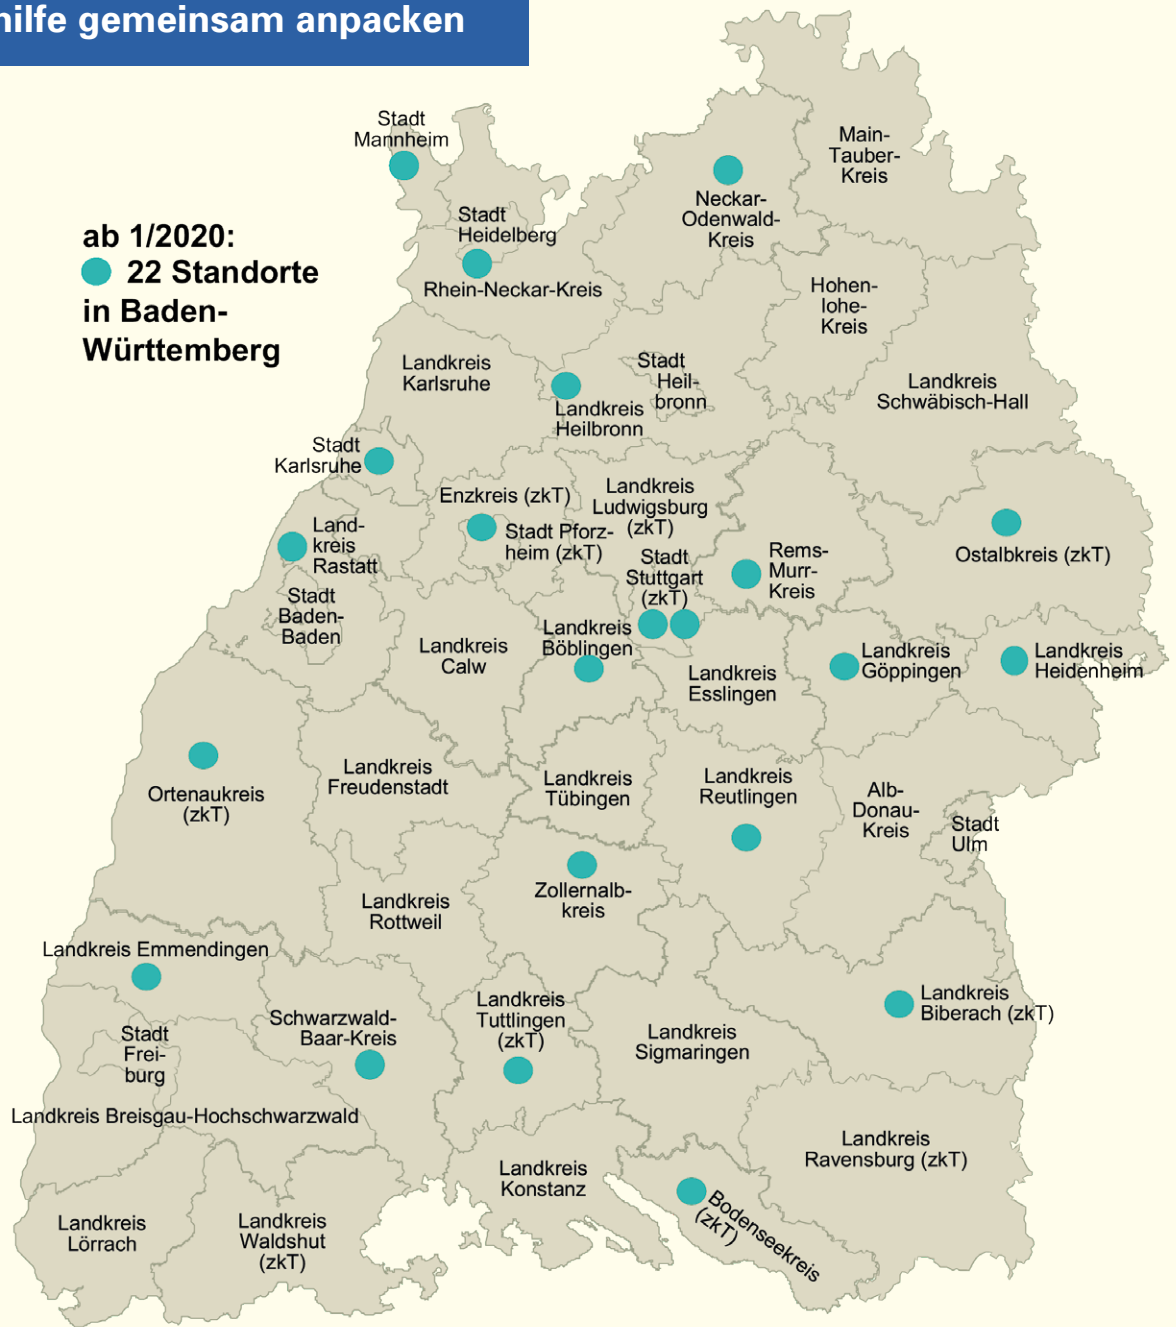 hilfe gemeinsam anpacken
ab 1/2020:
22 Standorte
in Baden-
Württemberg
Stadt
Mannheim
Main-
Tauber-
Kreis
Neckar-
Odenwald-
Kreis
Stadt
Heidelberg
Rhein-Neckar-Kreis
Hohen-
lohe-
Kreis
Landkreis
Karlsruhe
Stadt
Heil-
bronn
Landkreis
Heilbronn
Landkreis
Schwäbisch-Hall
Stadt
Karlsruhe
Enzkreis (zkT)
Landkreis
Ludwigsburg
(zkT)
Stadt Pforz-
heim (zkT)
Land-
kreis
Rastatt
Ostalbkreis (zkT)
Rems-
Murr-
Kreis
Stadt
Stuttgart
(zkT)
Stadt
Baden-
Baden
Landkreis
Calw
Landkreis
Böblingen
Landkreis
Esslingen
Landkreis
Göppingen
Landkreis
Heidenheim
Ortenaukreis
(zkT)
Landkreis
Freudenstadt
Landkreis
Tübingen
Landkreis
Reutlingen
Alb-
Donau-
Kreis
Stadt
Ulm
Landkreis
Rottweil
Zollernalb-
kreis
Landkreis Emmendingen
Stadt
Frei-
burg
Schwarzwald-
Baar-Kreis
Landkreis
Tuttlingen
(zkT)
Landkreis
Sigmaringen
Landkreis
Biberach (zkT)
Landkreis Breisgau-Hochschwarzwald
Landkreis
Ravensburg (zkT)
Landkreis
Konstanz
Bodenseekreis
(zkT)
Landkreis
Lörrach
Landkreis
Waldshut
(zkT)